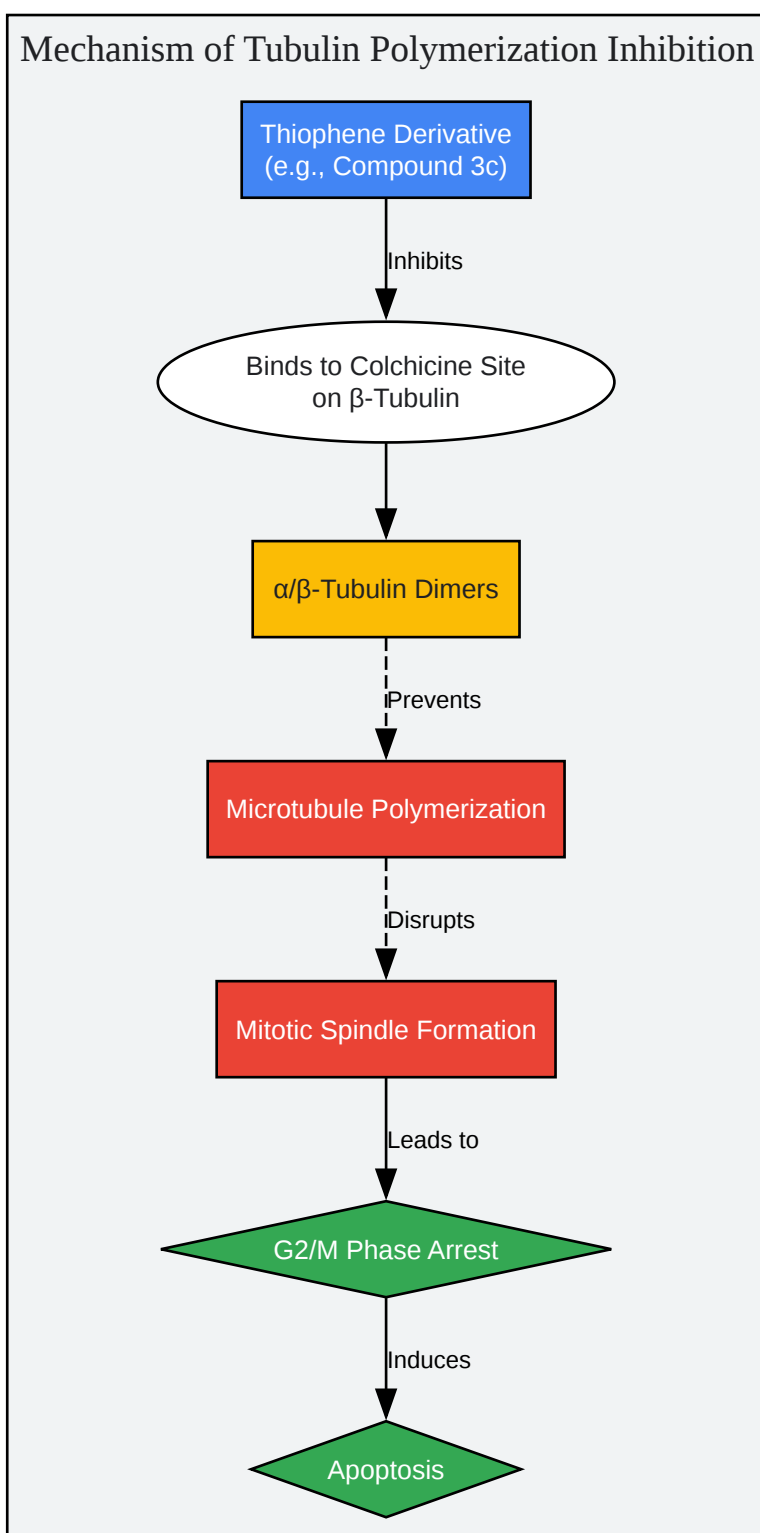 Mechanism of Tubulin Polymerization Inhibition
Thiophene Derivative
(e.g., Compound 3c)
Inhibits
Binds to Colchicine Site
on β-Tubulin
α/β-Tubulin Dimers
Prevents
Microtubule Polymerization
Disrupts
Mitotic Spindle Formation
Leads to
G2/M Phase Arrest
Induces
Apoptosis